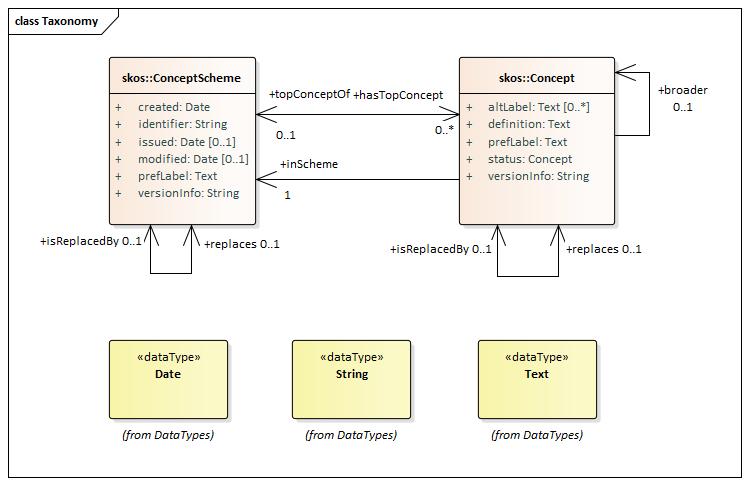 class Taxonomy
skos::ConceptScheme
+ created: Date
+ identifier: String
+ issued: Date [0..1]
+ modified: Date [0..1]
+ prefLabel: Text
+ versionInfo: String
skos::Concept
+ altLabel: Text [0..*]
+ definition: Text
+ prefLabel: Text
+ status: Concept
+ versionInfo: String
+topConceptOf +hasTopConcept
0..1
0..*
+inScheme
1
+broader
0..1
+isReplacedBy 0..1
+replaces 0..1
+isReplacedBy 0..1
+replaces 0..1
«dataType»
Date
(from DataTypes)
«dataType»
String
(from DataTypes)
«dataType»
Text
(from DataTypes)